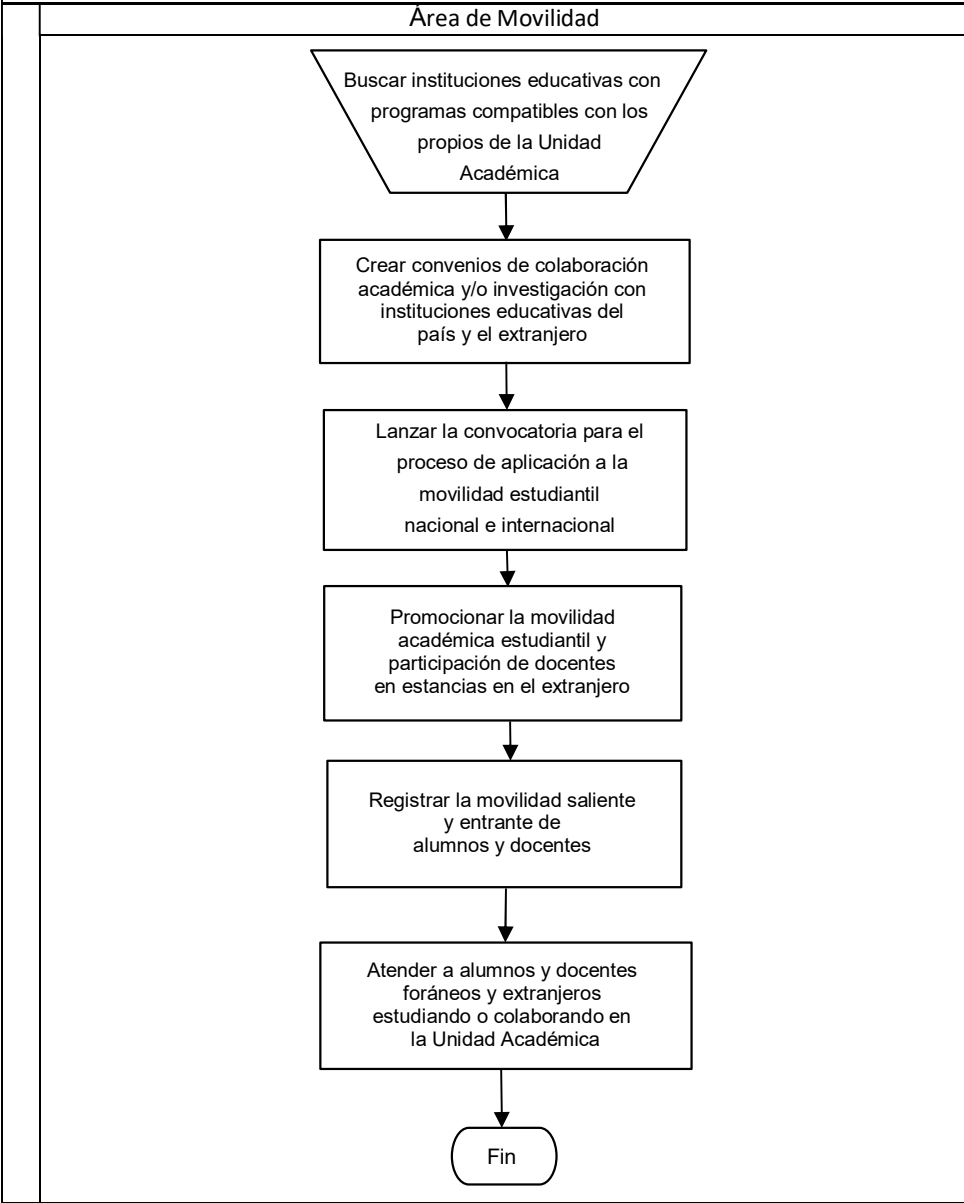 Área de Movilidad
Buscar instituciones educativas con
programas compatibles con los
propios de la Unidad
Académica
Crear convenios de colaboración
académica y/o investigación con
instituciones educativas del
país y el extranjero
Lanzar la convocatoria para el
proceso de aplicación a la
movilidad estudiantil
nacional e internacional
Promocionar la movilidad
académica estudiantil y
participación de docentes
en estancias en el extranjero
Registrar la movilidad saliente
y entrante de
alumnos y docentes
Atender a alumnos y docentes
foráneos y extranjeros
estudiando o colaborando en
la Unidad Académica
Fin